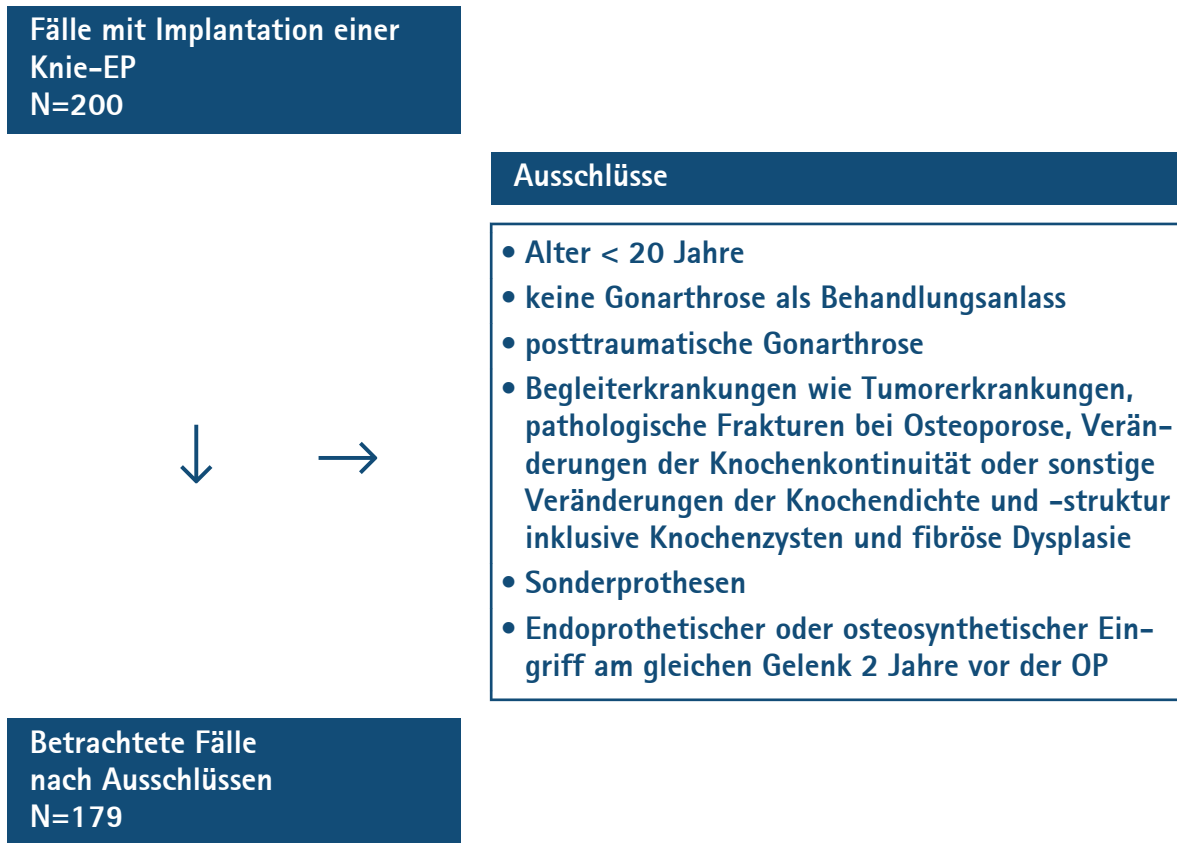 Fälle mit Implantation einer
Knie-EP
N=200
Ausschlüsse
• Alter < 20 Jahre
• keine Gonarthrose als Behandlungsanlass
• posttraumatische Gonarthrose
• Begleiterkrankungen wie Tumorerkrankungen,
pathologische Frakturen bei Osteoporose, Verän-
derungen der Knochenkontinuität oder sonstige
Veränderungen der Knochendichte und -struktur
inklusive Knochenzysten und fibröse Dysplasie
• Sonderprothesen
• Endoprothetischer oder osteosynthetischer Ein-
griff am gleichen Gelenk 2 Jahre vor der OP
Betrachtete Fälle
nach Ausschlüssen
N=179